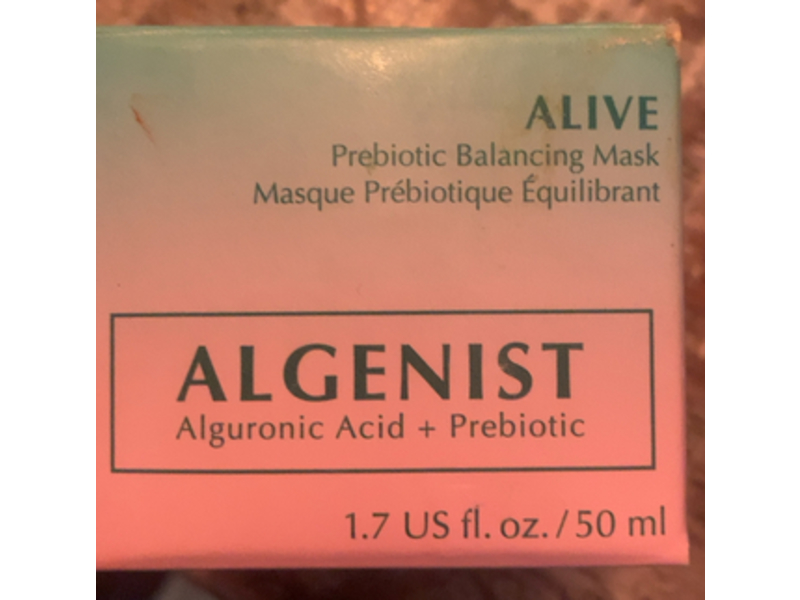 ALIVE
Prebiotic Balancing Mask
Masque Prébiotique Équilibrant
ALGENIST
Alguronic Acid + Prebiotic
1.7 US fl. oz. / 50 ml